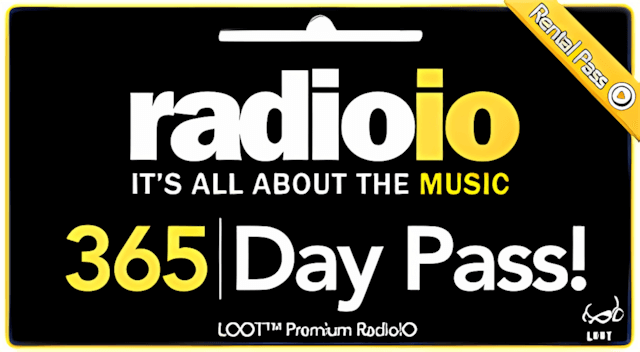 Rental Pass
radioio
IT'S ALL ABOUT THE MUSIC
365 Day Pass!
LOOT™ Premium RadioIO
LOOT